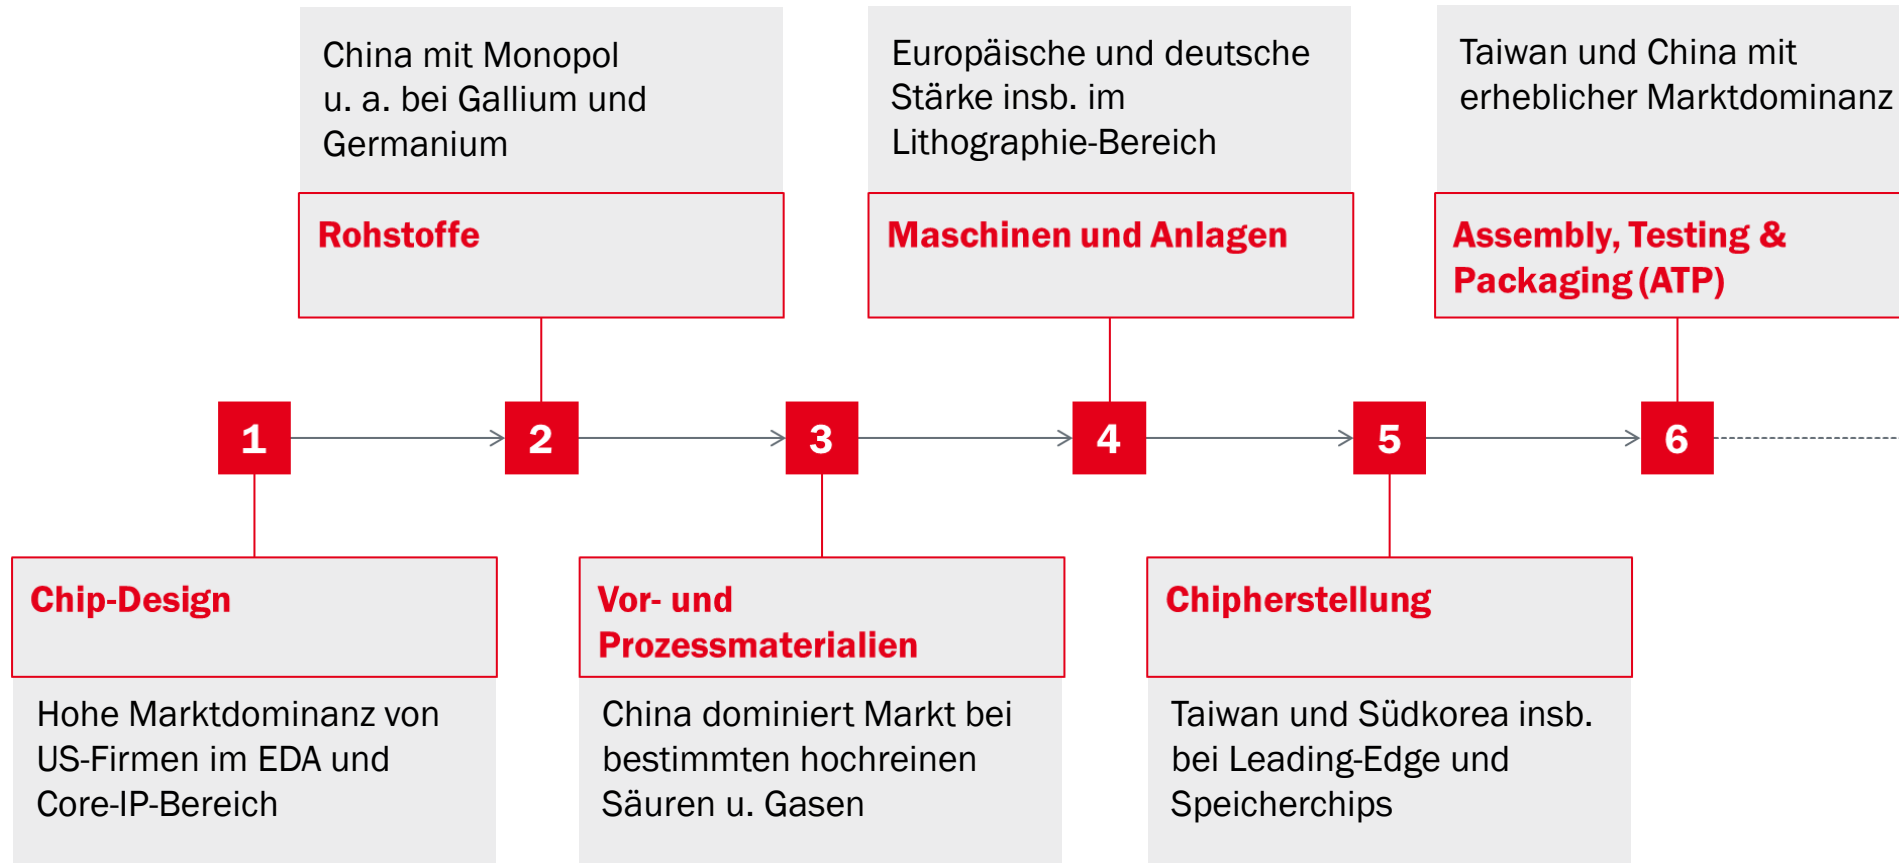 China mit Monopol
u. a. bei Gallium und
Germanium
Rohstoffe
Europäische und deutsche
Stärke insb. im
Lithographie-Bereich
Maschinen und Anlagen
Taiwan und China mit
erheblicher Marktdominanz
Assembly, Testing &
Packaging (ATP)
1
2
3
4
5
6
Chip-Design
Hohe Marktdominanz von
US-Firmen im EDA und
Core-IP-Bereich
Vor- und
Prozessmaterialien
China dominiert Markt bei
bestimmten hochreinen
Säuren u. Gasen
Chipherstellung
Taiwan und Südkorea insb.
bei Leading-Edge und
Speicherchips